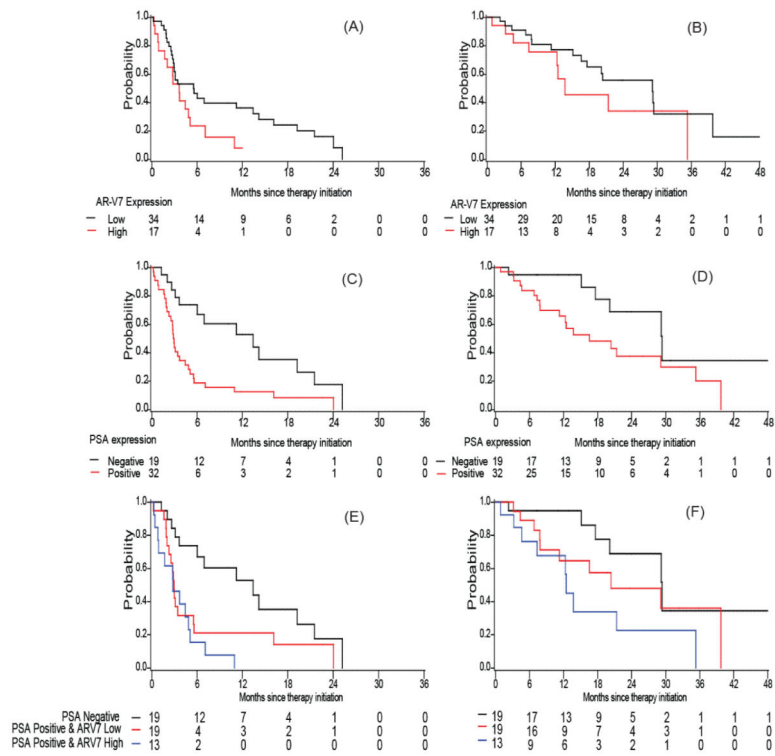 (A)
Probability
1.0
0.8
0.6
0.4
0.2
0.0
0 6 12 18 24 30 36
Months since therapy initiation
AR-V7 Expression
Low 34 14 9 6 2 0 0
High 17 4 1 0 0 0 0
(B)
Probability
1.0
0.8
0.6
0.4
0.2
0.0
0 6 12 18 24 30 36 42 48
Months since therapy initiation
AR-V7 Expression
Low 34 29 20 15 8 4 2 1 1
High 17 13 8 4 3 2 0 0 0
(C)
Probability
1.0
0.8
0.6
0.4
0.2
0.0
0 6 12 18 24 30 36
Months since therapy initiation
PSA expression
Negative 19 12 7 4 1 0 0
Positive 32 6 3 2 1 0 0
(D)
Probability
1.0
0.8
0.6
0.4
0.2
0.0
0 6 12 18 24 30 36 42 48
Months since therapy initiation
PSA expression
Negative 19 17 13 9 5 2 1 1 1
Positive 32 25 15 10 6 4 1 0 0
(E)
Probability
1.0
0.8
0.6
0.4
0.2
0.0
0 6 12 18 24 30 36
Months since therapy initiation
PSA Negative 19 12 7 4 1 0 0
PSA Positive & ARV7 Low 19 4 3 2 1 0 0
PSA Positive & ARV7 High 13 2 0 0 0 0 0
(F)
Probability
1.0
0.8
0.6
0.4
0.2
0.0
0 6 12 18 24 30 36 42 48
Months since therapy initiation
19 17 13 9 5 2 1 1 1
19 16 9 7 4 3 1 0 0
13 9 6 3 2 1 0 0 0